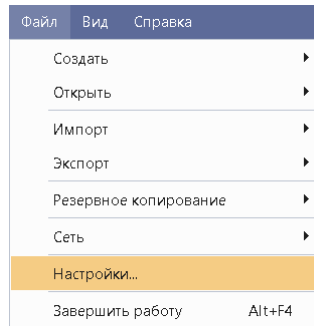 Файл Вид Справка
Создать
Открыть
Импорт
Экспорт
Резервное копирование
Сеть
Настройки...
Завершить работу Alt+F4